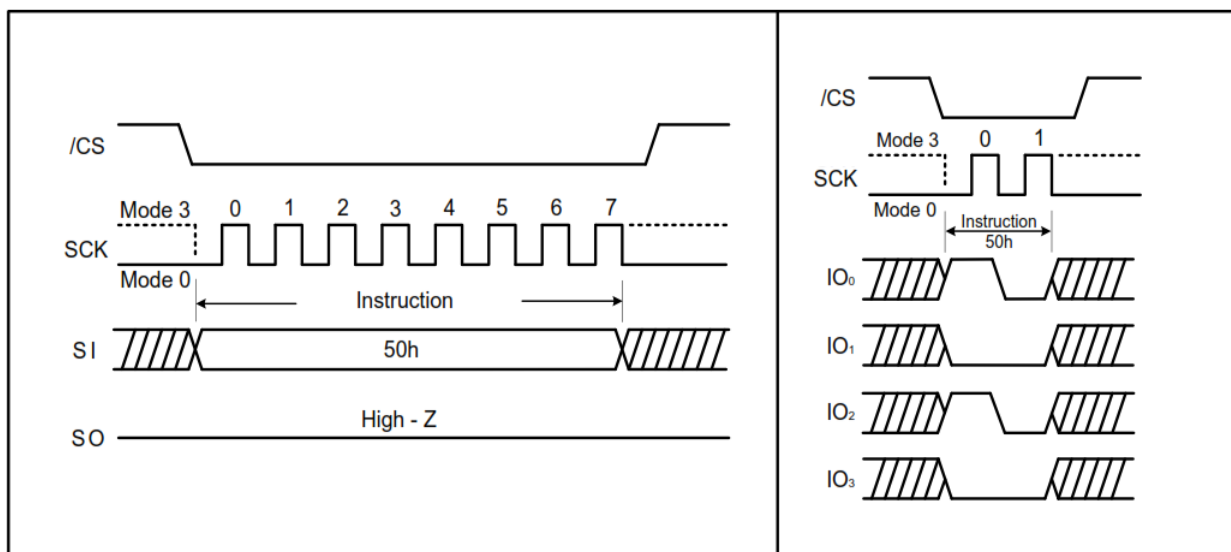 /CS
Mode 3 0 1 2 3 4 5 6 7
SCK
Mode 0
Instruction
SI 50h
High - Z
SO
/CS
Mode 3 0 1
SCK
Mode 0
Instruction
50h
IO₀
IO₁
IO₂
IO₃